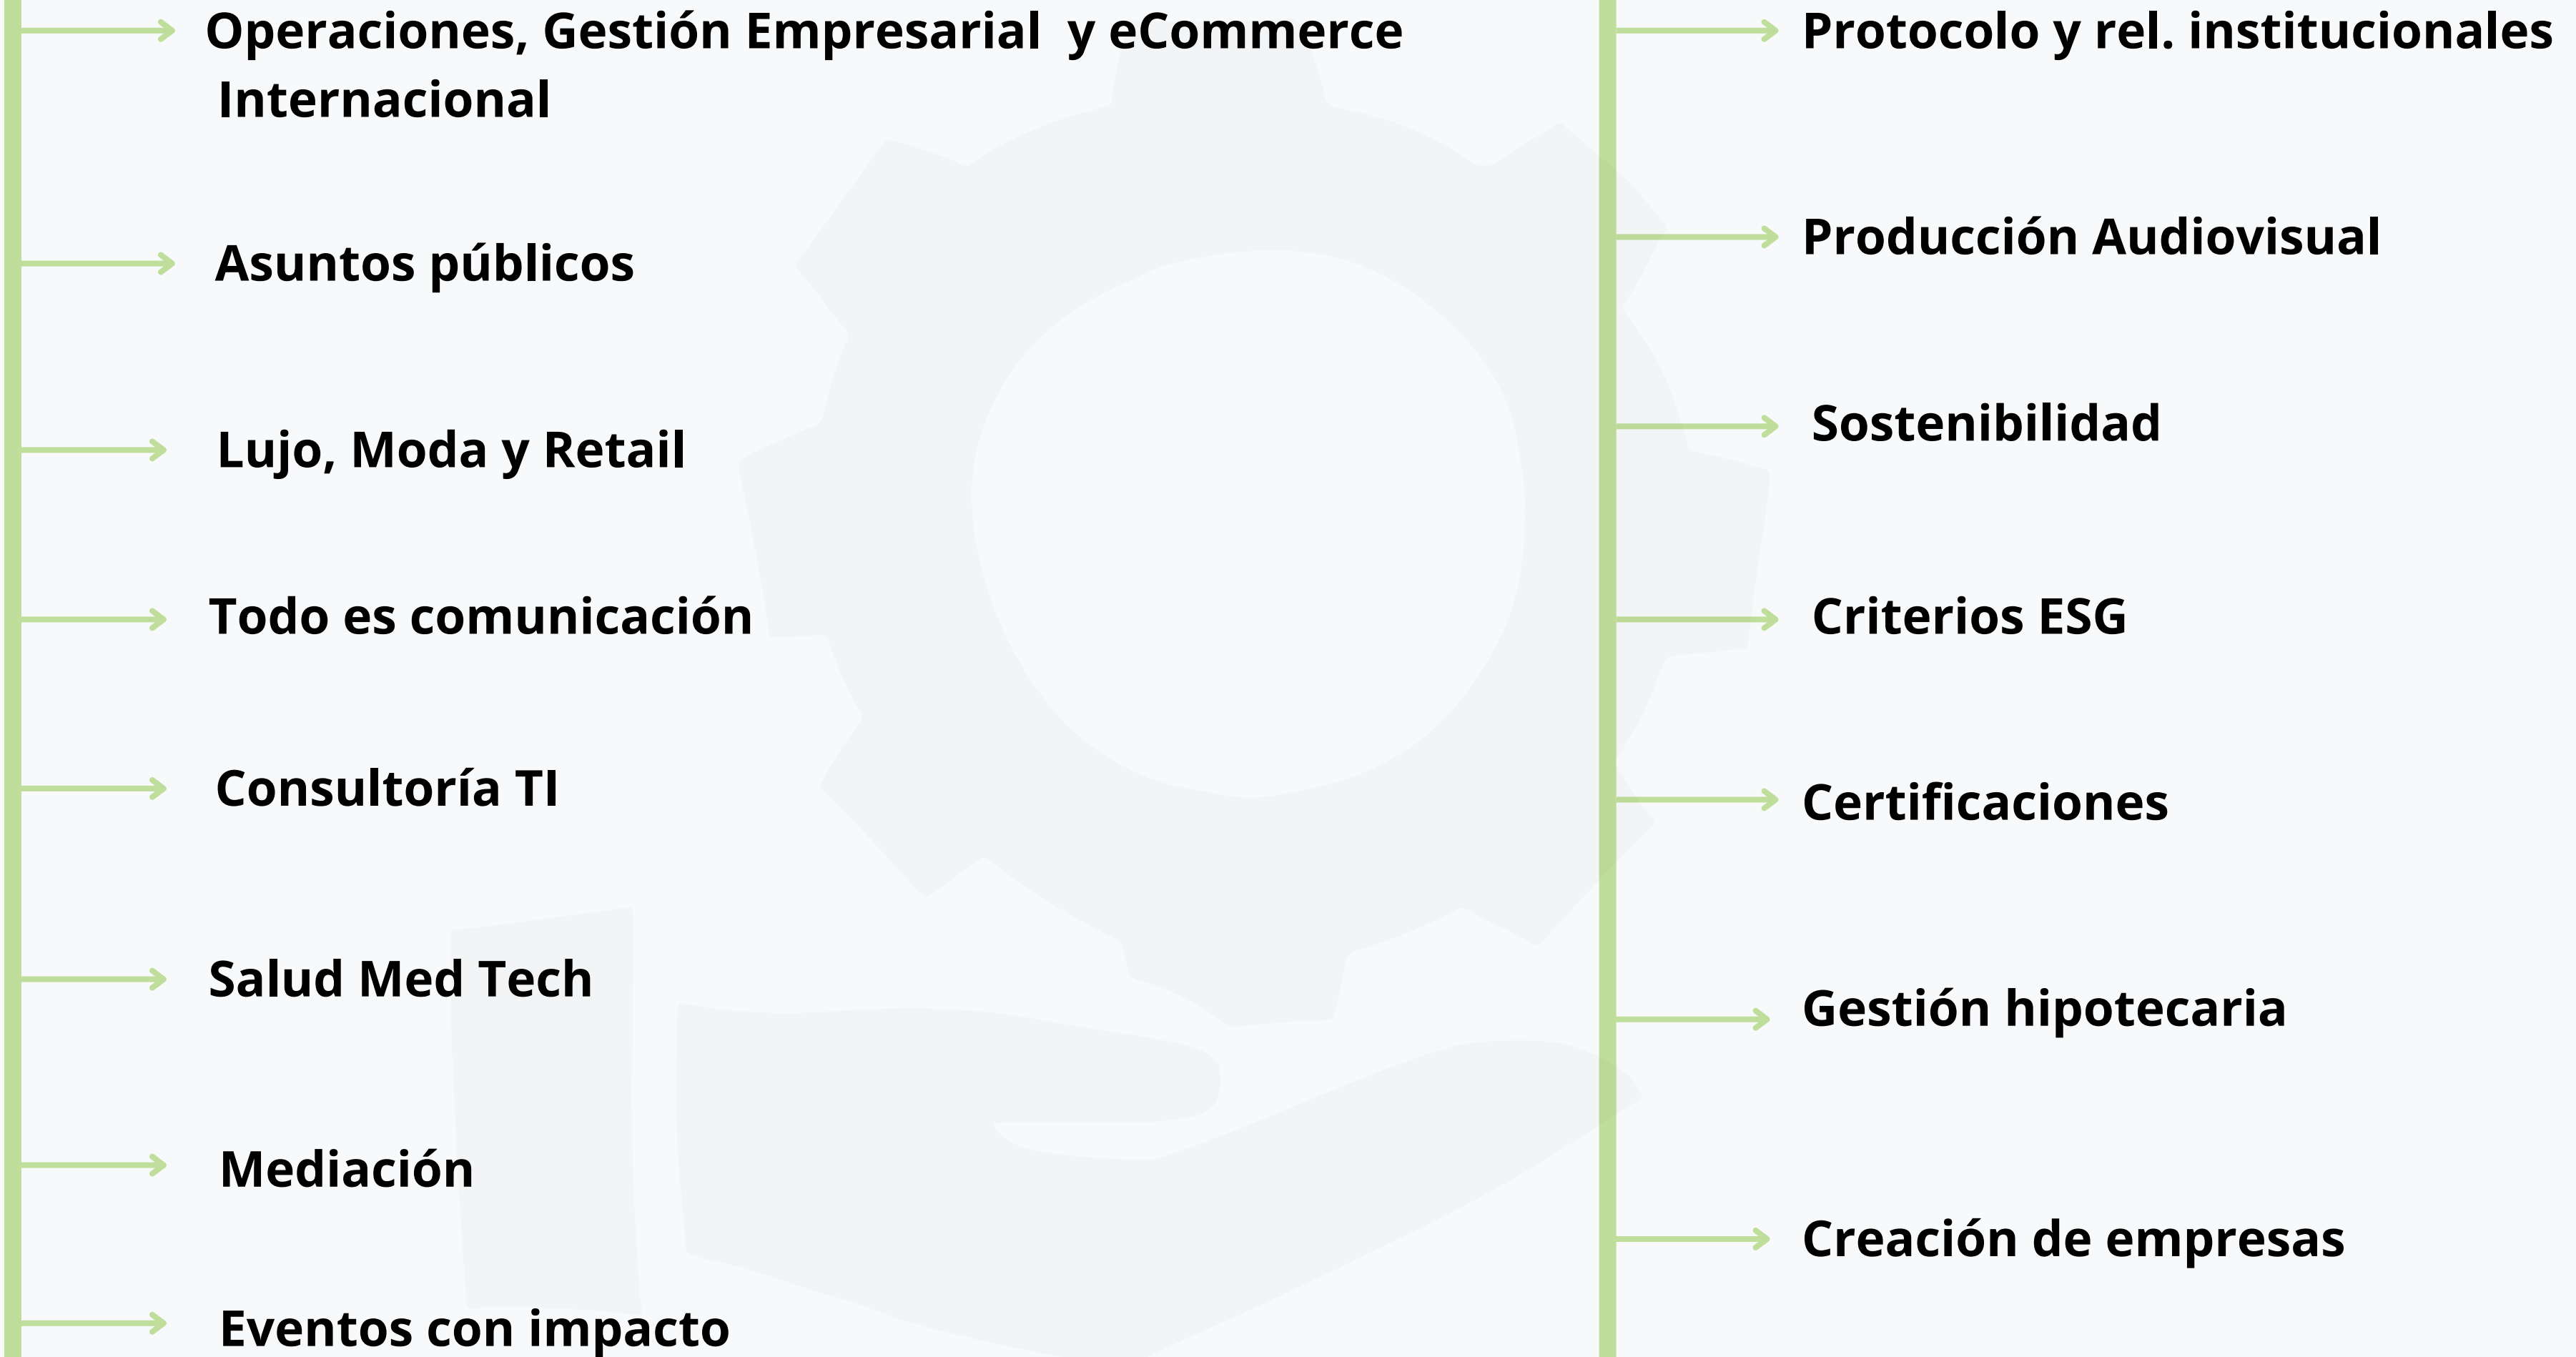 Operaciones, Gestión Empresarial y eCommerce
Internacional
Asuntos públicos
Lujo, Moda y Retail
Todo es comunicación
Consultoría TI
Salud Med Tech
Mediación
Eventos con impacto
Protocolo y rel. institucionales
Producción Audiovisual
Sostenibilidad
Criterios ESG
Certificaciones
Gestión hipotecaria
Creación de empresas